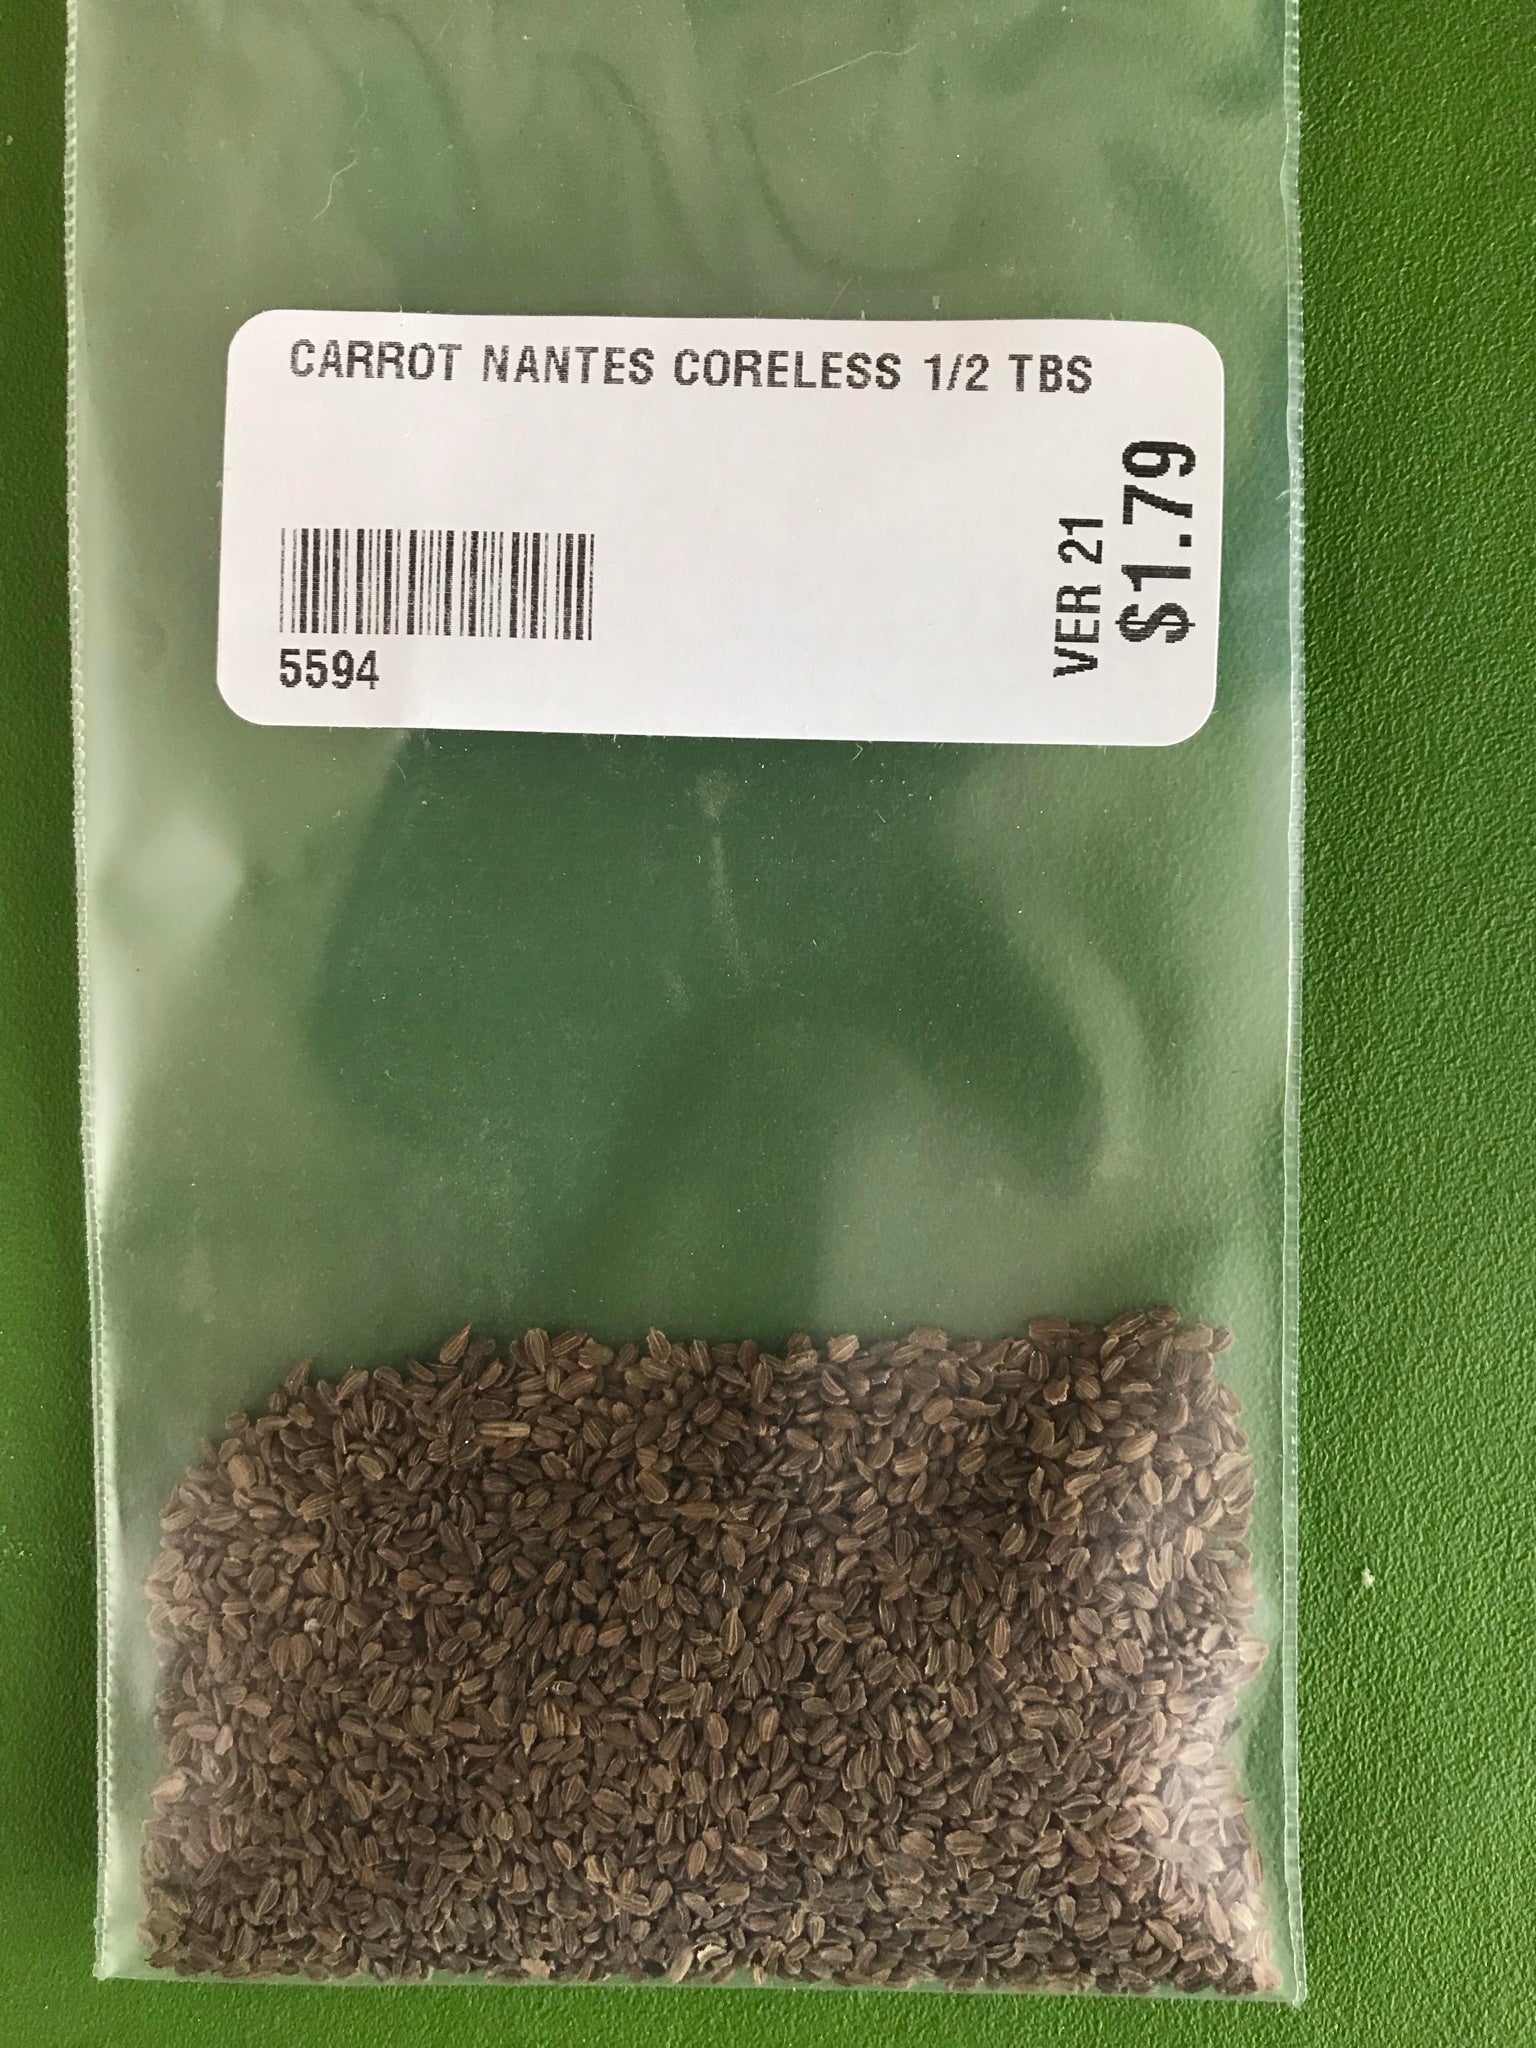 CARROT NANTES CORELESS 1/2 TBS
5594
VER 21
$1.79